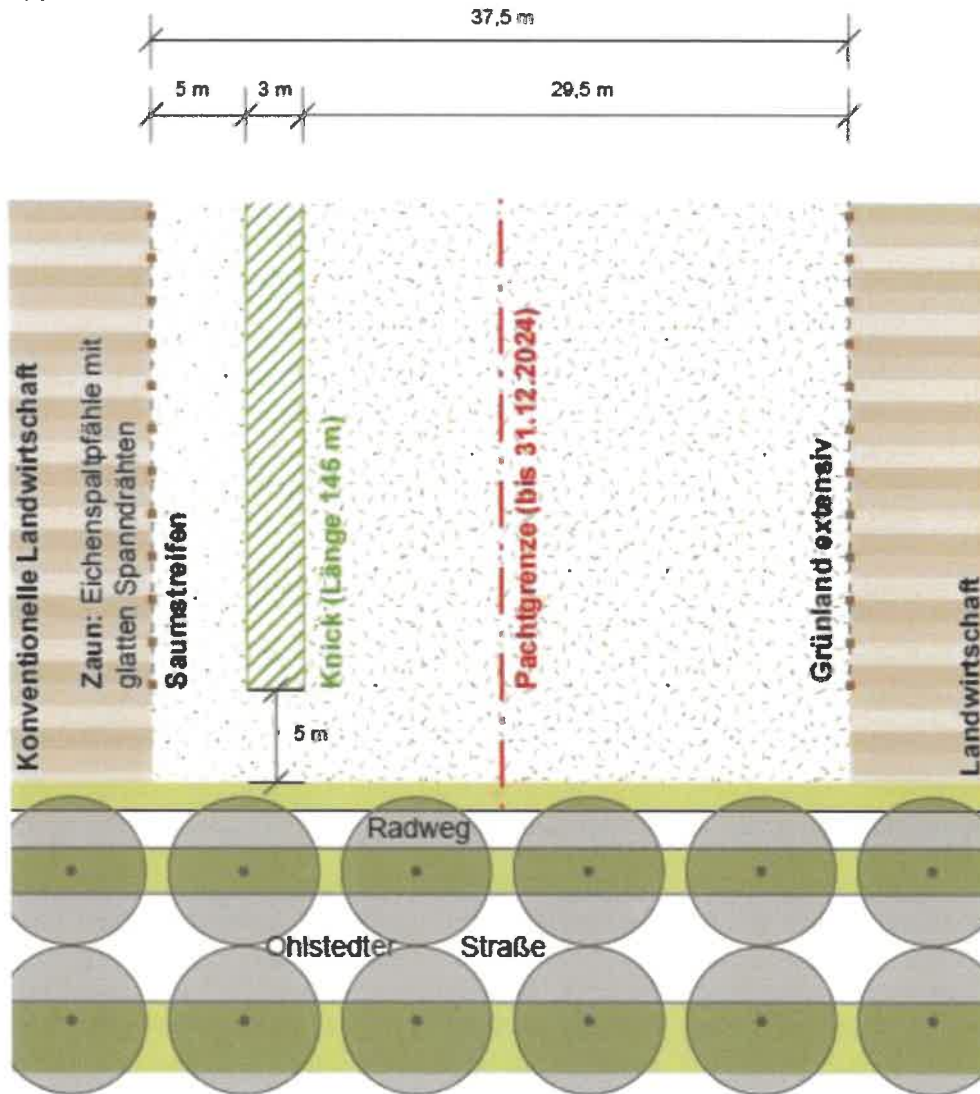 37,5 m
5 m
3 m
29,5 m
Konventionelle Landwirtschaft
Zaun: Eichenspaltpfähle mit
glatten Spandrähten
Saumstreifen
Knick (Länge 146 m)
Pachtgrenze (bis 31.12.2024)
Grünland extensiv
Landwirtschaft
5 m
Radweg
Ohlstedter Straße